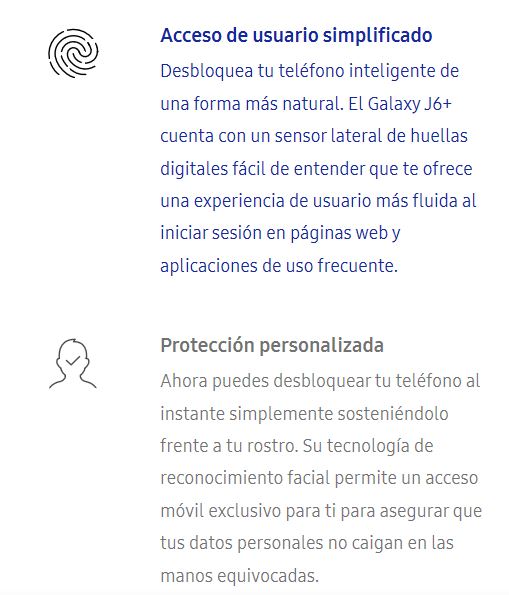 Acceso de usuario simplificado
Desbloquea tu teléfono inteligente de
una forma más natural. El Galaxy J6+
cuenta con un sensor lateral de huellas
digitales fácil de entender que te ofrece
una experiencia de usuario más fluida al
iniciar sesión en páginas web y
aplicaciones de uso frecuente.
Protección personalizada
Ahora puedes desbloquear tu teléfono al
instante simplemente sosteniéndolo
frente a tu rostro. Su tecnología de
reconocimiento facial permite un acceso
móvil exclusivo para ti para asegurar que
tus datos personales no caigan en las
manos equivocadas.